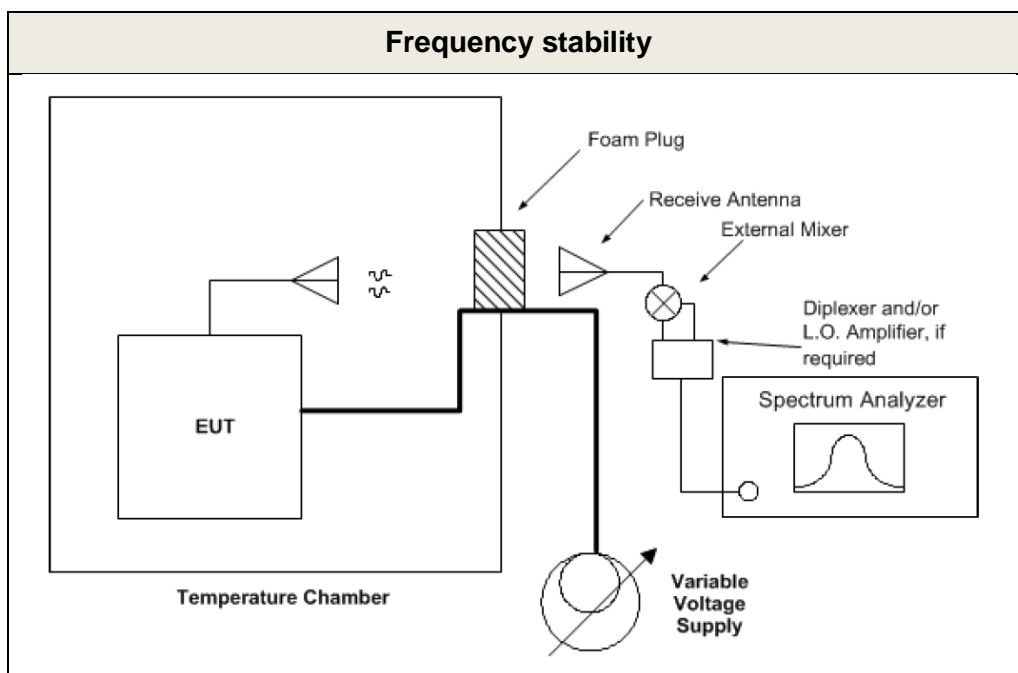 Frequency stability
Foam Plug
Receive Antenna
External Mixer
Diplexer and/or
L.O. Amplifier, if
required
Spectrum Analyzer
EUT
Temperature Chamber
Variable
Voltage
Supply